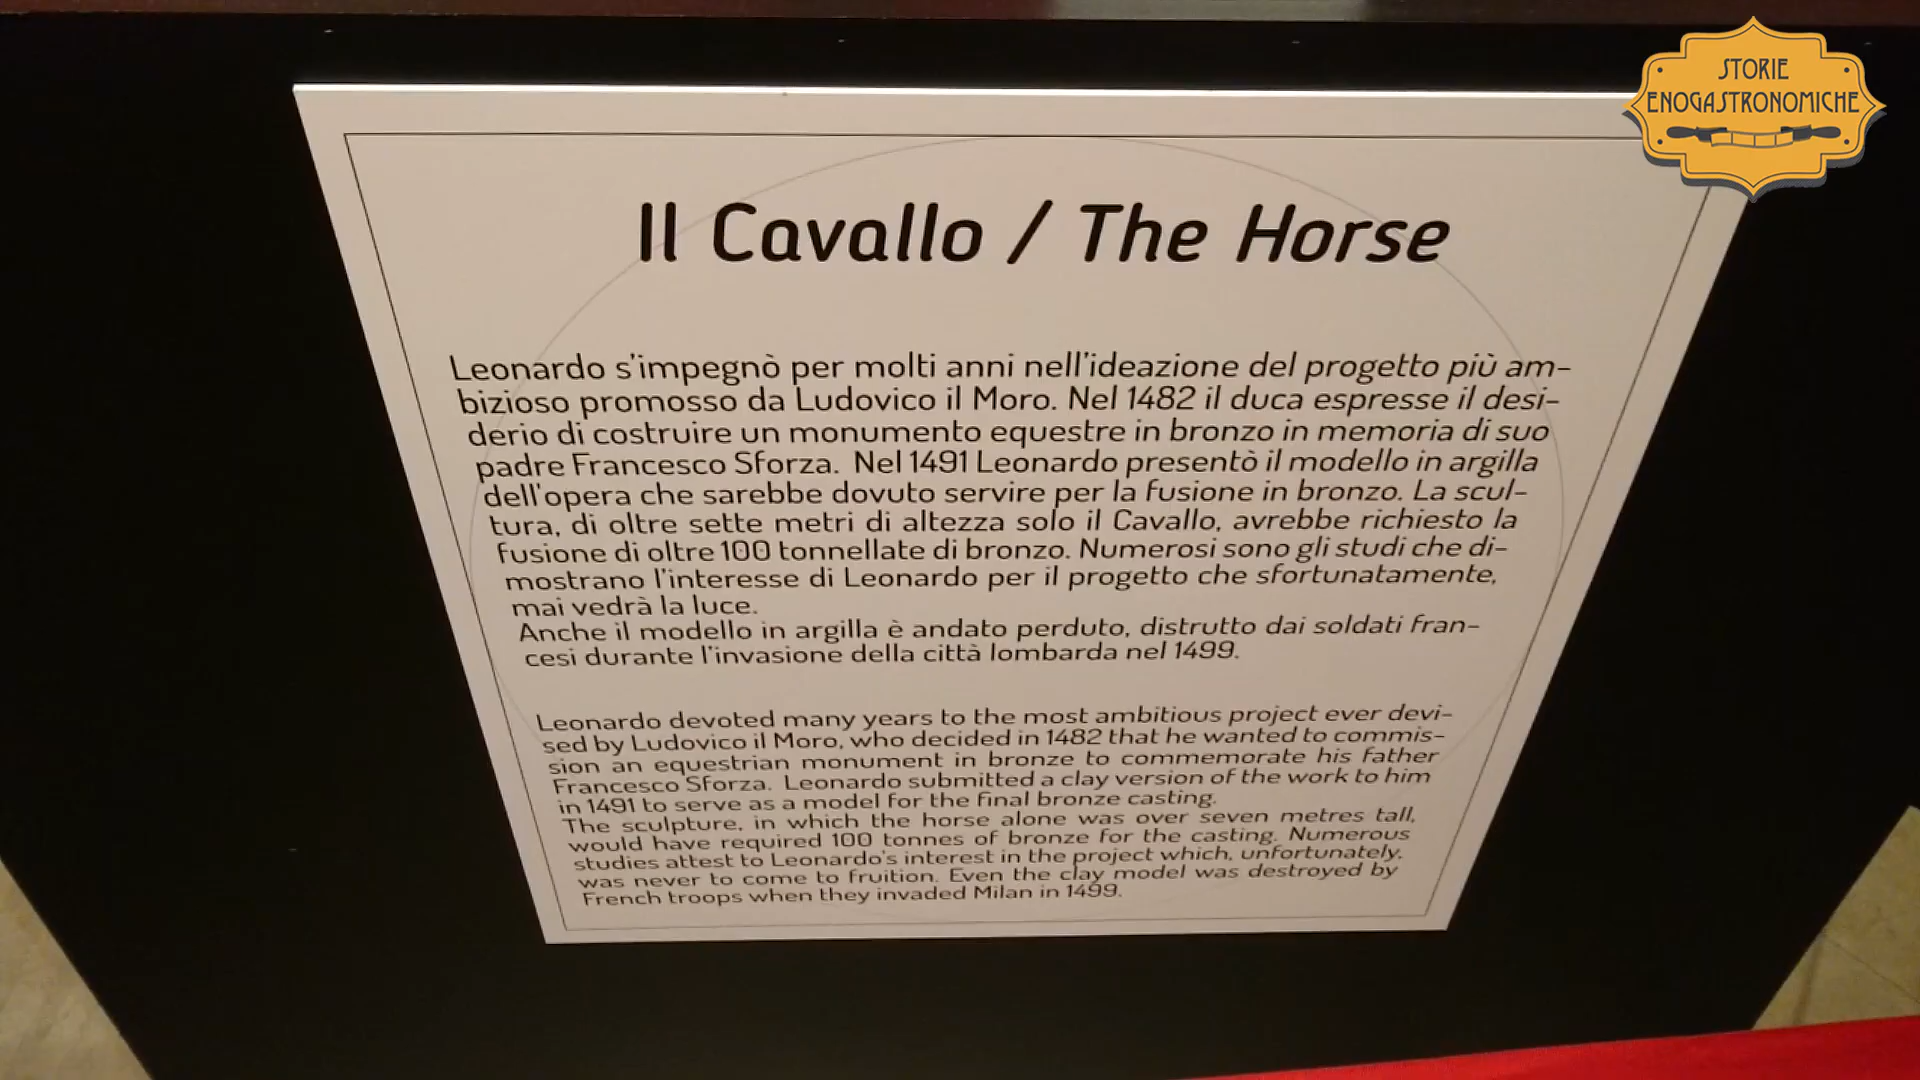 STORIE
ENOGASTRONOMICHE
Il Cavallo / The Horse
Leonardo s'impegnò per molti anni nell'ideazione del progetto più am-
bizioso promosso da Ludovico il Moro. Nel 1482 il duca espresse il desi-
derio di costruire un monumento equestre in bronzo in memoria di suo
padre Francesco Sforza. Nel 1491 Leonardo presentò il modello in argilla
dell'opera che sarebbe dovuto servire per la fusione in bronzo. La scul-
tura, di oltre sette metri di altezza solo il Cavallo, avrebbe richiesto la
fusione di oltre 100 tonnellate di bronzo. Numerosi sono gli studi che di-
mostrano l'interesse di Leonardo per il progetto che sfortunatamente,
mai vedrà la luce.
Anche il modello in argilla è andato perduto, distrutto dai soldati fran-
cesi durante l'invasione della città lombarda nel 1499.
Leonardo devoted many years to the most ambitious project ever devi-
sed by Ludovico il Moro, who decided in 1482 that he wanted to commis-
sion an equestrian monument in bronze to commemorate his father
Francesco Sforza. Leonardo submitted a clay version of the work to him
in 1491 to serve as a model for the final bronze casting.
The sculpture, in which the horse alone was over seven metres tall,
would have required 100 tonnes of bronze for the casting. Numerous
studies attest to Leonardo's interest in the project which, unfortunately,
was never to come to fruition. Even the clay model was destroyed by
French troops when they invaded Milan in 1499.